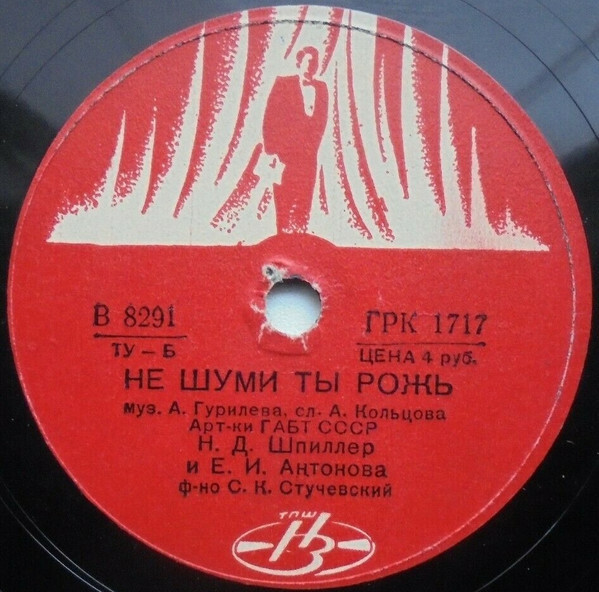 В 8291
ГРК 1717
ТУ – Б
ЦЕНА 4 руб.
НЕ ШУМИ ТЫ РОЖЬ
муз. А. Гурилева, сл. А. Кольцова
Арт-ки ГАБТ СССР
Н. Д. Шпиллер
и Е. И. Антонова
ф-но С. К. Стучевский
ТПШ
НЗ